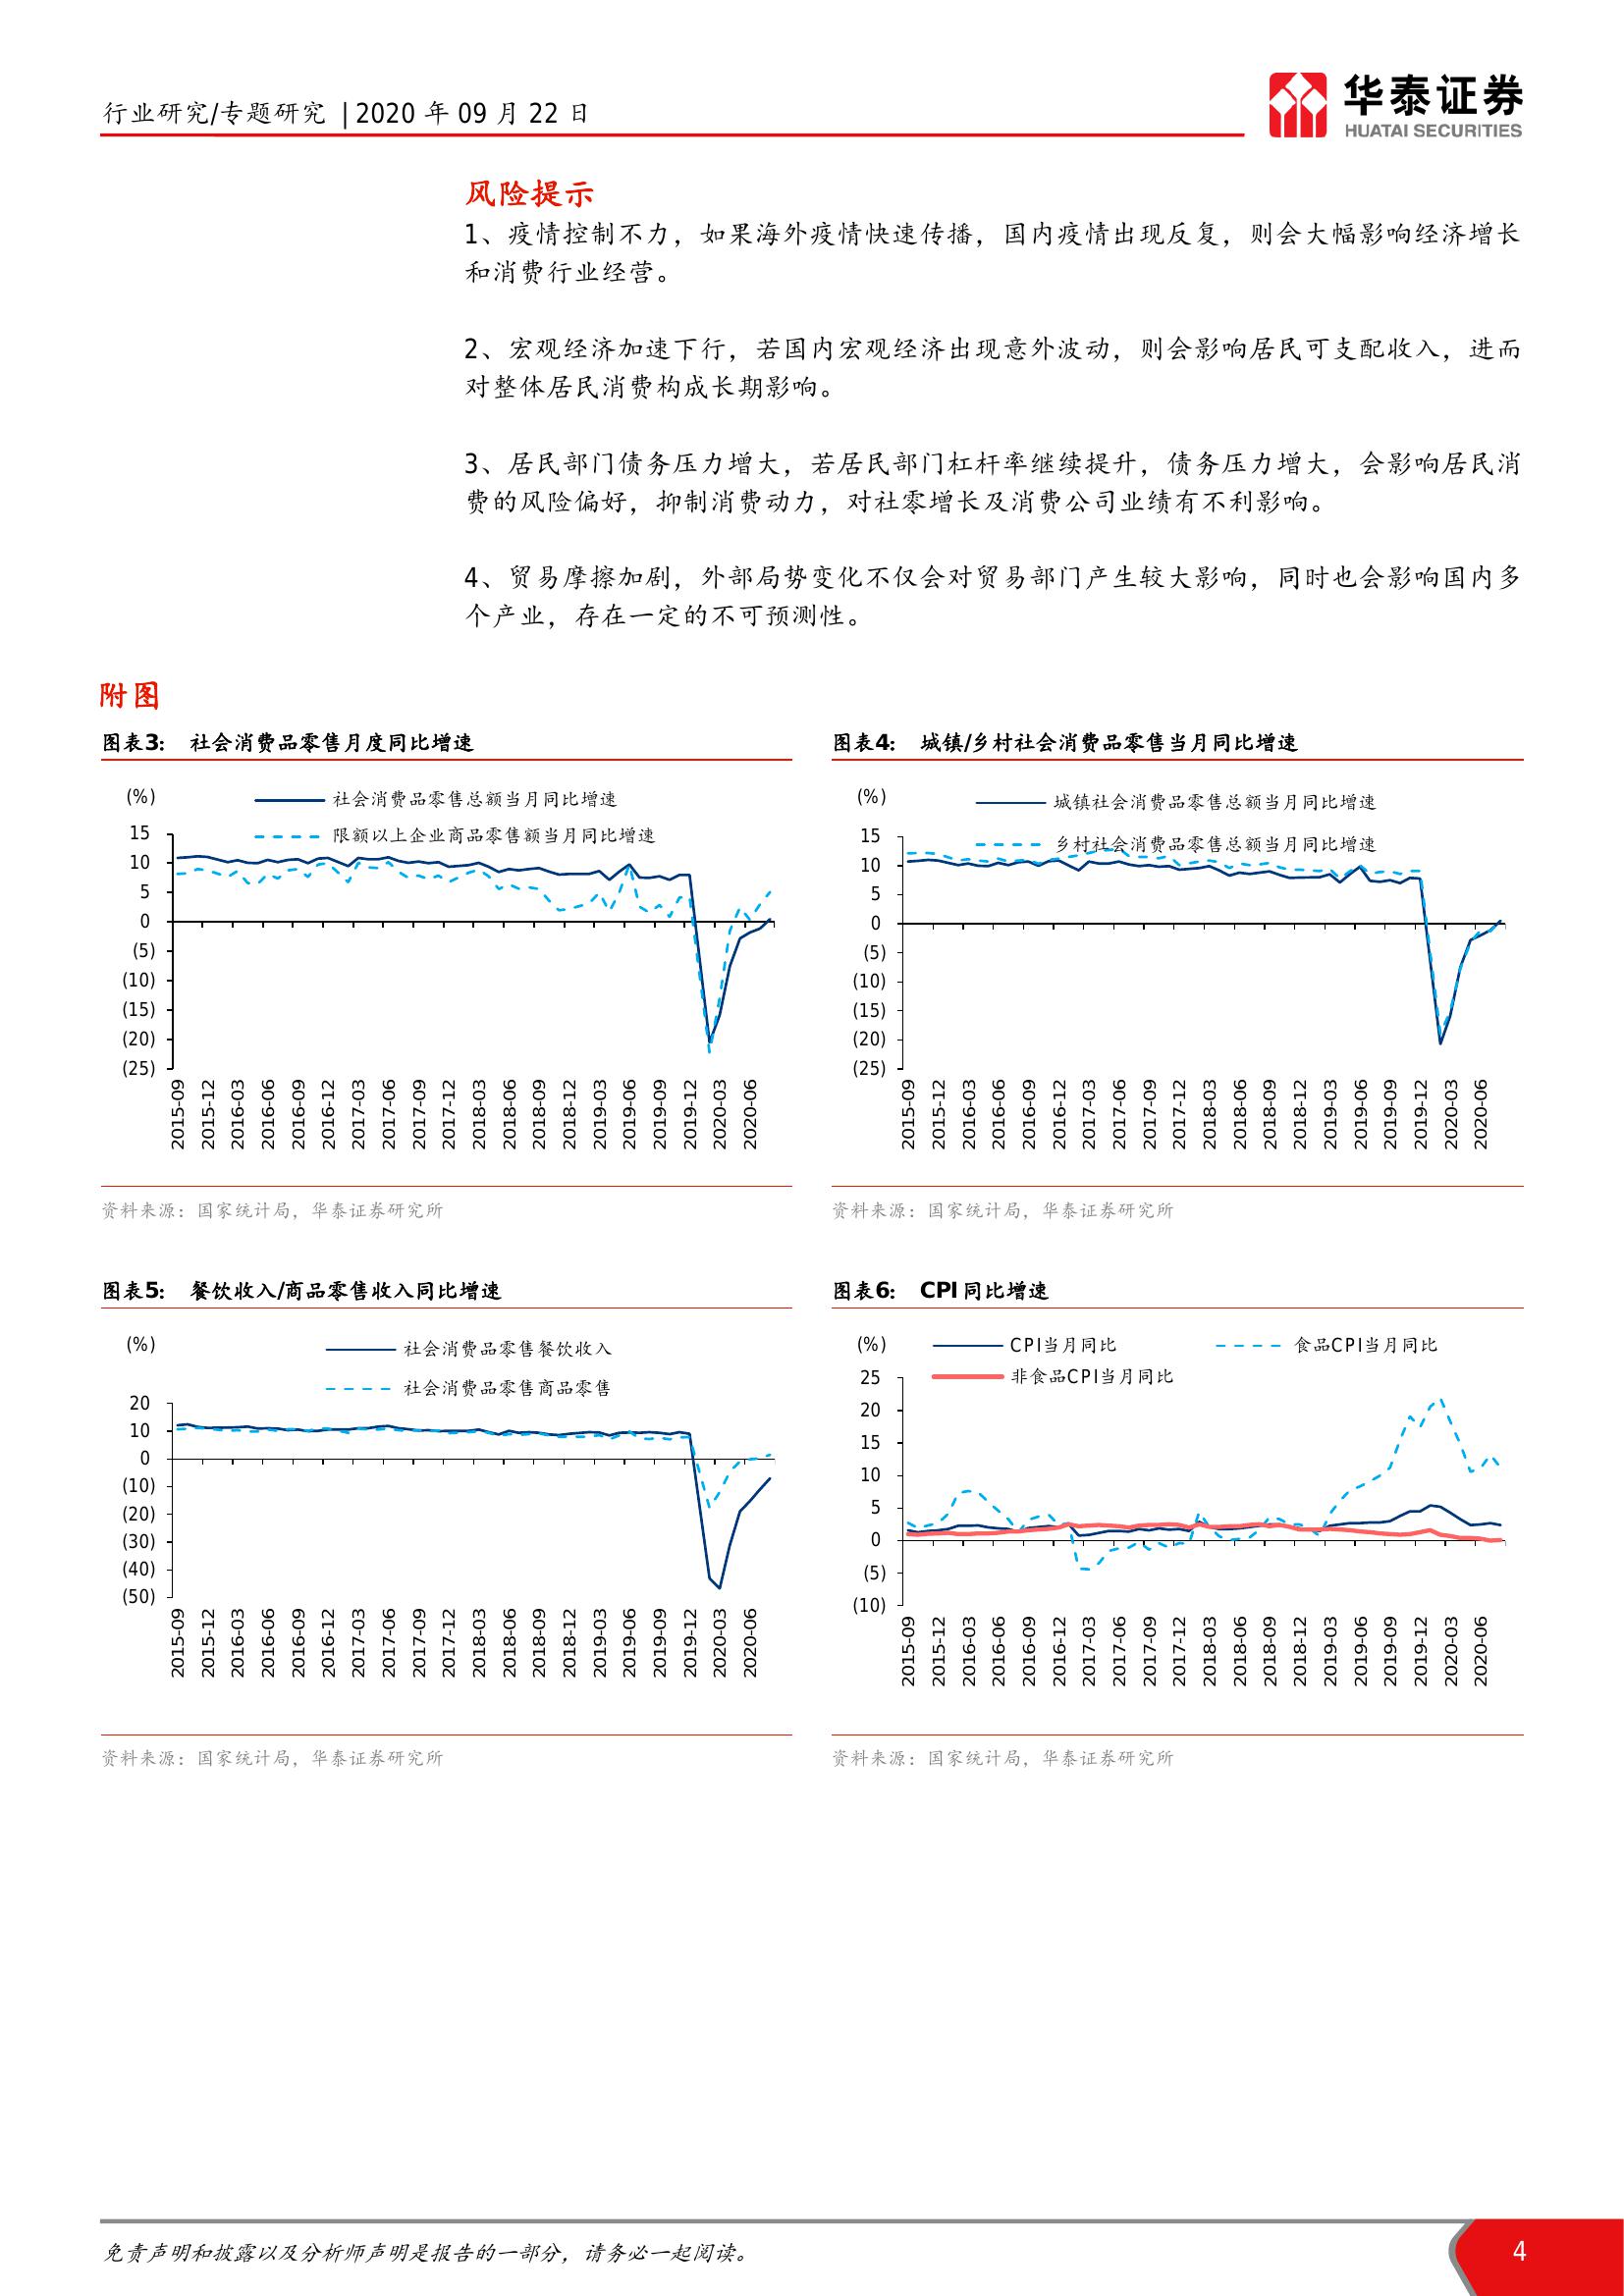 行业研究/专题研究 | 2020 年 09 月 22 日
华泰证券
HUATAI SECURITIES
风险提示
1、疫情控制不力，如果海外疫情快速传播，国内疫情出现反复，则会大幅影响经济增长
和消费行业经营。
2、宏观经济加速下行，若国内宏观经济出现意外波动，则会影响居民可支配收入，进而
对整体居民消费构成长期影响。
3、居民部门债务压力增大，若居民部门杠杆率继续提升，债务压力增大，会影响居民消
费的风险偏好，抑制消费动力，对社零增长及消费公司业绩有不利影响。
4、贸易摩擦加剧，外部局势变化不仅会对贸易部门产生较大影响，同时也会影响国内多
个产业，存在一定的不可预测性。
附图
图表3： 社会消费品零售月度同比增速
(%)
社会消费品零售总额当月同比增速
限额以上企业商品零售额当月同比增速
15
10
5
0
(5)
(10)
(15)
(20)
(25)
2015-09 2015-12 2016-03 2016-06 2016-09 2016-12 2017-03 2017-06 2017-09 2017-12 2018-03 2018-06 2018-09 2018-12 2019-03 2019-06 2019-09 2019-12 2020-03 2020-06
资料来源：国家统计局，华泰证券研究所
图表4： 城镇/乡村社会消费品零售当月同比增速
(%)
城镇社会消费品零售总额当月同比增速
乡村社会消费品零售总额当月同比增速
15
10
5
0
(5)
(10)
(15)
(20)
(25)
2015-09 2015-12 2016-03 2016-06 2016-09 2016-12 2017-03 2017-06 2017-09 2017-12 2018-03 2018-06 2018-09 2018-12 2019-03 2019-06 2019-09 2019-12 2020-03 2020-06
资料来源：国家统计局，华泰证券研究所
图表5： 餐饮收入/商品零售收入同比增速
(%)
社会消费品零售餐饮收入
社会消费品零售商品零售
20
10
0
(10)
(20)
(30)
(40)
(50)
2015-09 2015-12 2016-03 2016-06 2016-09 2016-12 2017-03 2017-06 2017-09 2017-12 2018-03 2018-06 2018-09 2018-12 2019-03 2019-06 2019-09 2019-12 2020-03 2020-06
资料来源：国家统计局，华泰证券研究所
图表6： CPI 同比增速
(%)
CPI当月同比
食品CPI当月同比
非食品CPI当月同比
25
20
15
10
5
0
(5)
(10)
2015-09 2015-12 2016-03 2016-06 2016-09 2016-12 2017-03 2017-06 2017-09 2017-12 2018-03 2018-06 2018-09 2018-12 2019-03 2019-06 2019-09 2019-12 2020-03 2020-06
资料来源：国家统计局，华泰证券研究所
免责声明和披露以及分析师声明是报告的一部分，请务必一起阅读。
4